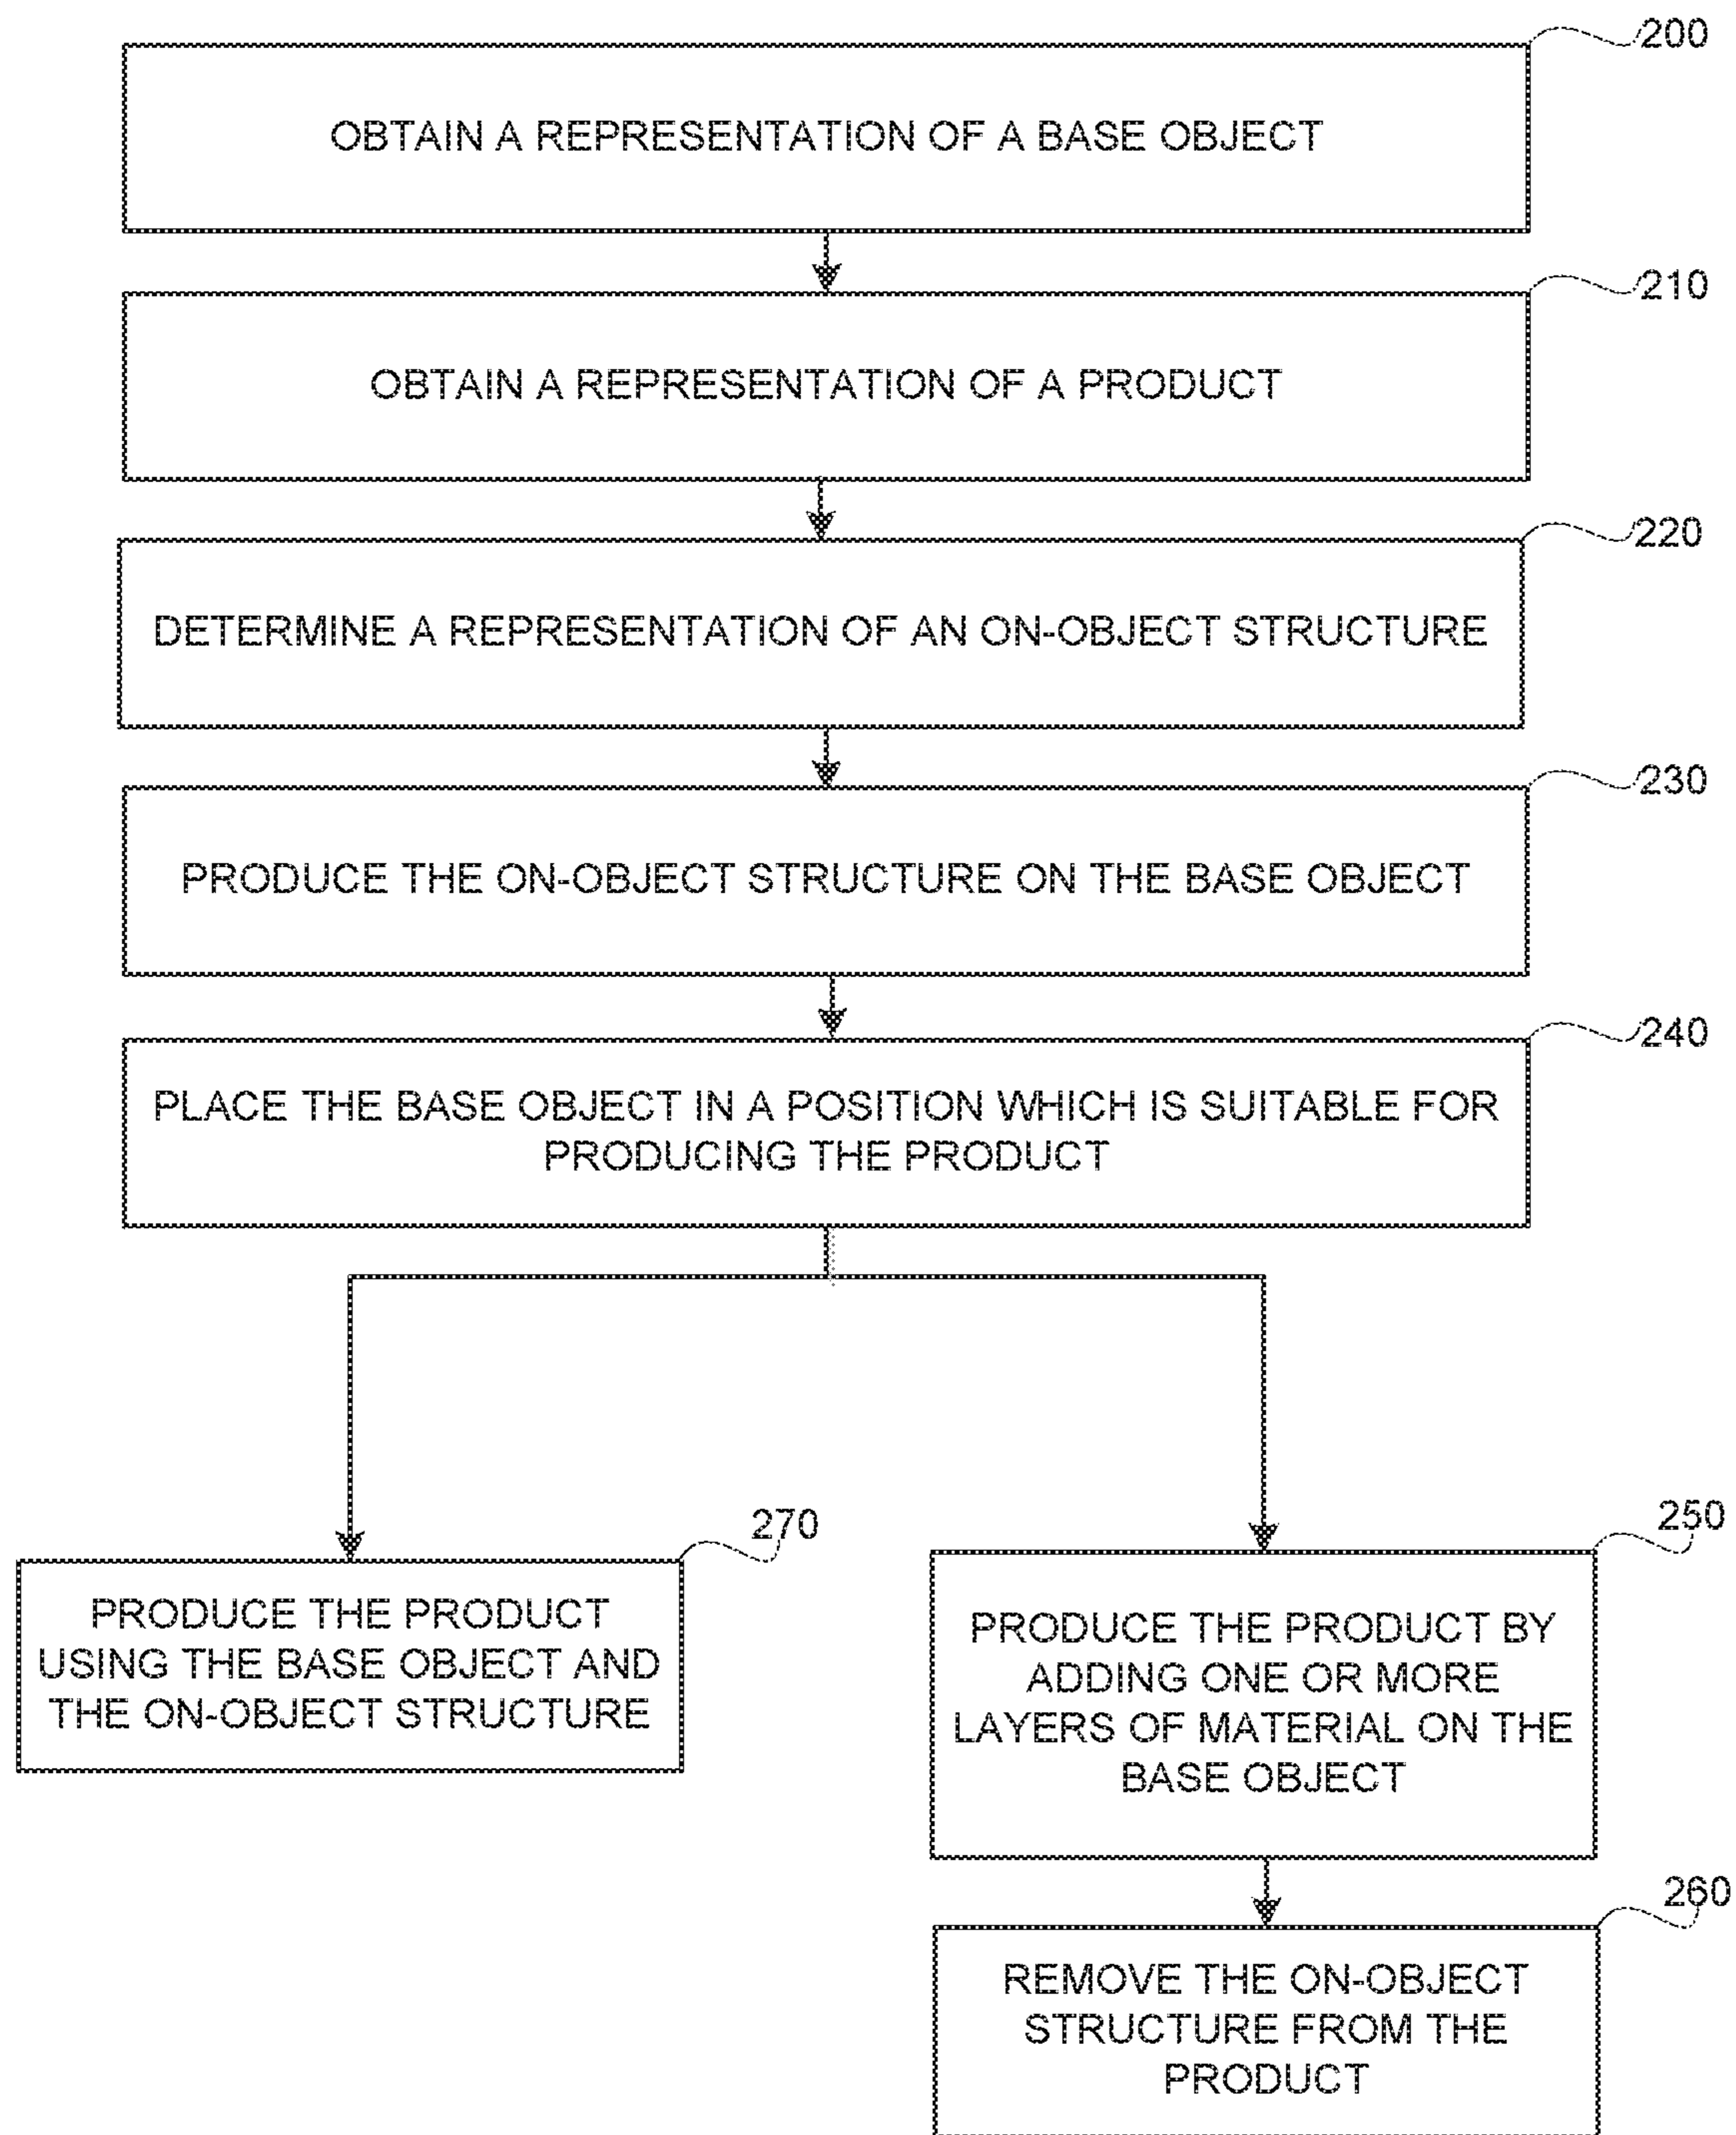 200
OBTAIN A REPRESENTATION OF A BASE OBJECT
210
OBTAIN A REPRESENTATION OF A PRODUCT
220
DETERMINE A REPRESENTATION OF AN ON-OBJECT STRUCTURE
230
PRODUCE THE ON-OBJECT STRUCTURE ON THE BASE OBJECT
240
PLACE THE BASE OBJECT IN A POSITION WHICH IS SUITABLE FOR
PRODUCING THE PRODUCT
270
PRODUCE THE PRODUCT
USING THE BASE OBJECT AND
THE ON-OBJECT STRUCTURE
250
PRODUCE THE PRODUCT BY
ADDING ONE OR MORE
LAYERS OF MATERIAL ON THE
BASE OBJECT
260
REMOVE THE ON-OBJECT
STRUCTURE FROM THE
PRODUCT